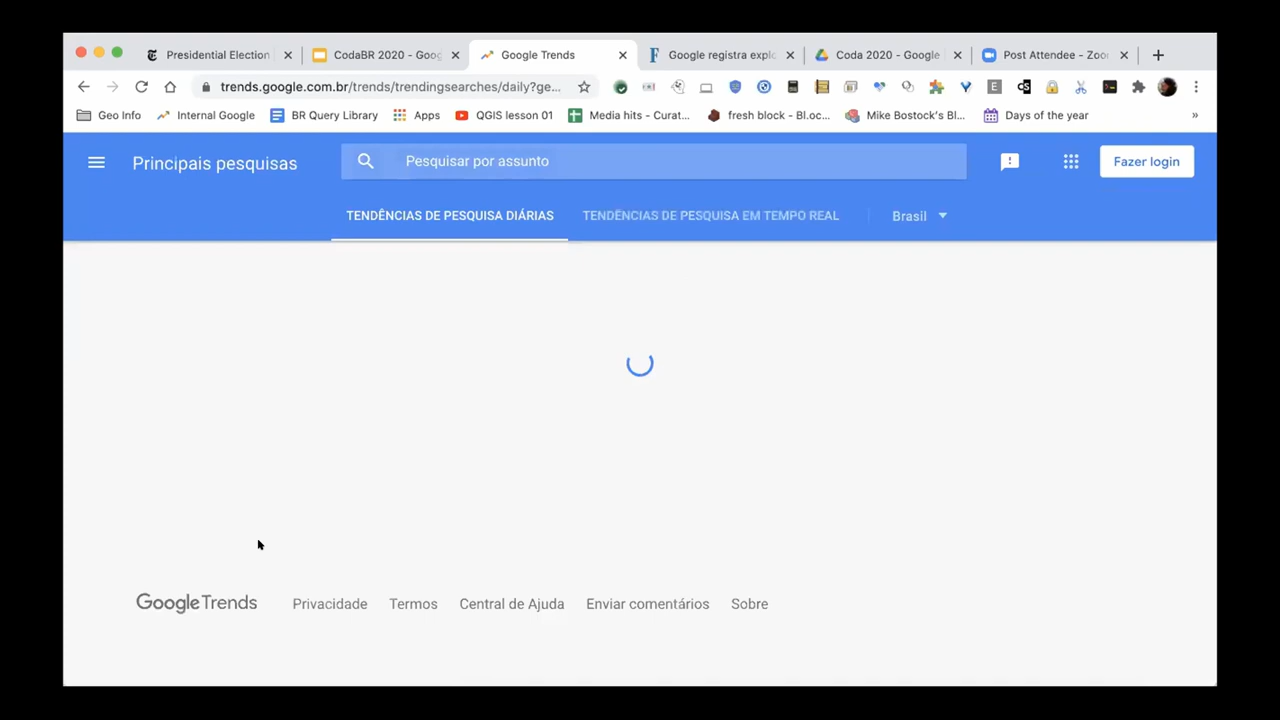 Presidential Election
CodaBR 2020 - Goog
Google Trends
Google registra explo
Coda 2020 - Google
Post Attendee - Zoo
trends.google.com.br/trends/trendingsearches/daily?ge...
Geo Info
Internal Google
BR Query Library
Apps
QGIS lesson 01
Media hits - Curat...
fresh block - Bl.oc...
Mike Bostock's Bl...
Days of the year
»
Principais pesquisas
Pesquisar por assunto
Fazer login
TENDÊNCIAS DE PESQUISA DIÁRIAS
TENDÊNCIAS DE PESQUISA EM TEMPO REAL
Brasil
Google Trends
Privacidade
Termos
Central de Ajuda
Enviar comentários
Sobre